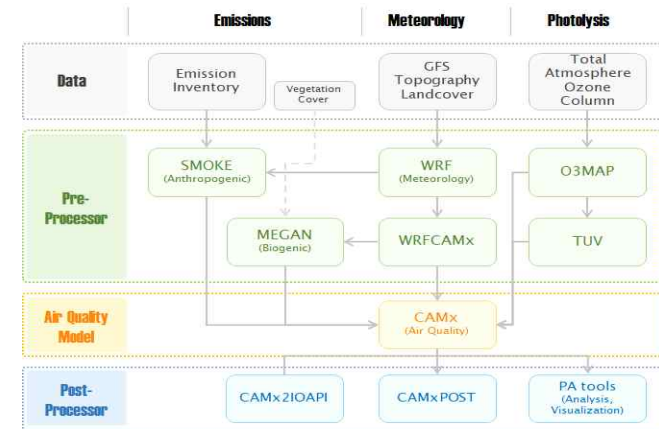 Emissions
Meteorology
Photolysis
Data
Emission
Inventory
Vegetation
Cover
GFS
Topography
Landcover
Total
Atmosphere
Ozone
Column
Pre-
Processor
SMOKE
(Anthropogenic)
WRF
(Meteorology)
O3MAP
MEGAN
(Biogenic)
WRFCAMx
TUV
Air Quality
Model
CAMx
(Air Quality)
Post-
Processor
CAMx2IOAPI
CAMxPOST
PA tools
(Analysis,
Visualization)